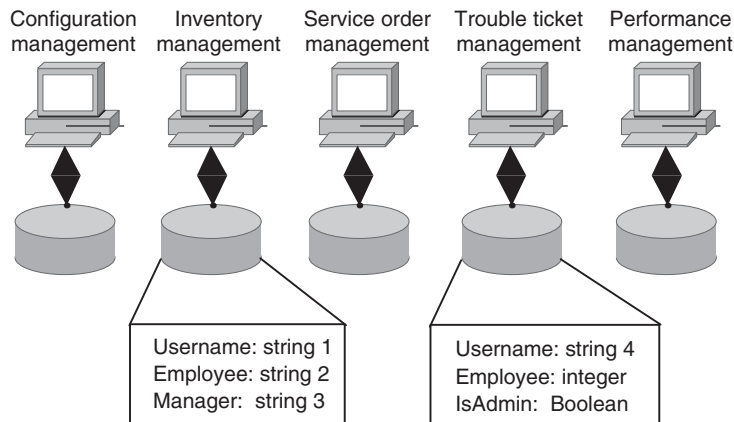 Configuration management
Inventory management
Service order management
Trouble ticket management
Performance management
Username: string 1
Employee: string 2
Manager: string 3
Username: string 4
Employee: integer
IsAdmin: Boolean